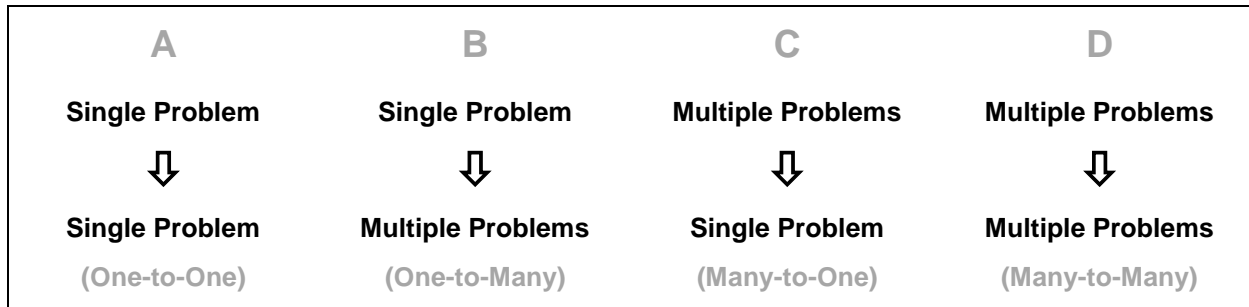 A B C D
Single Problem Single Problem Multiple Problems Multiple Problems
Single Problem Multiple Problems Single Problem Multiple Problems
(One-to-One) (One-to-Many) (Many-to-One) (Many-to-Many)